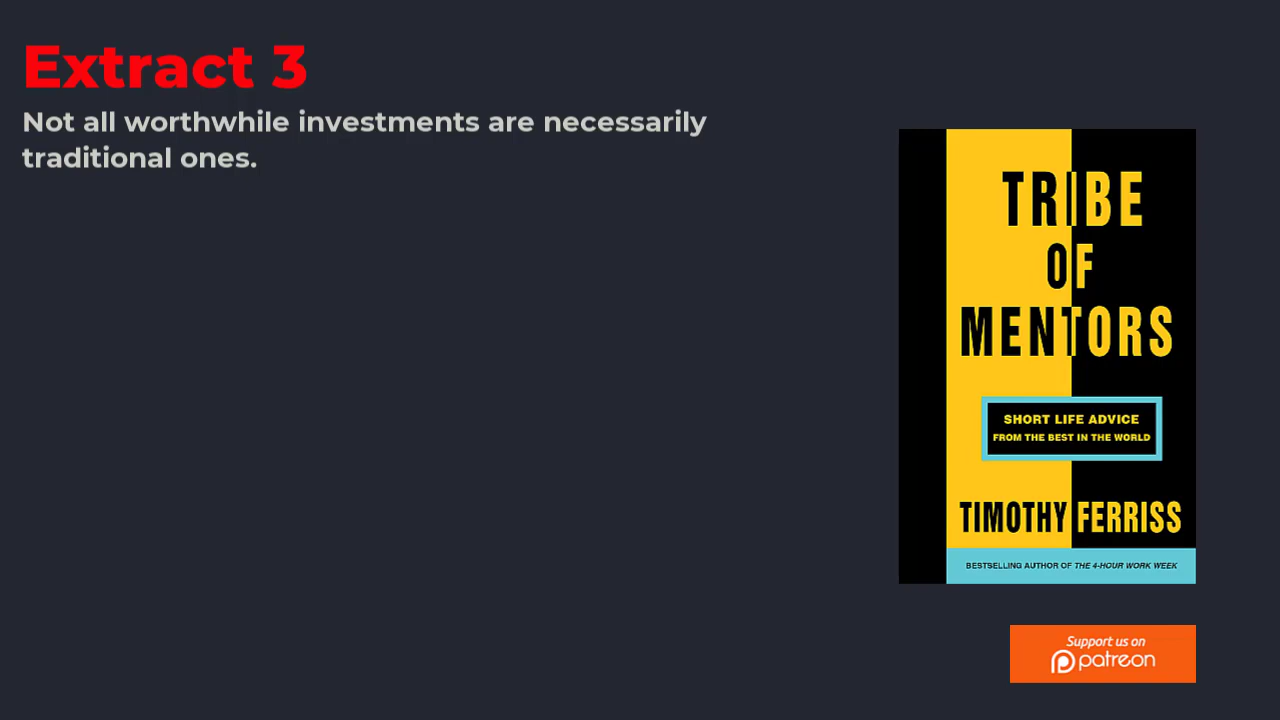 Extract 3
Not all worthwhile investments are necessarily
traditional ones.
TRIBE
OF
MENTORS
SHORT LIFE ADVICE
FROM THE BEST IN THE WORLD
TIMOTHY FERRISS
BESTSELLING AUTHOR OF THE 4-HOUR WORK WEEK
Support us on
patreon